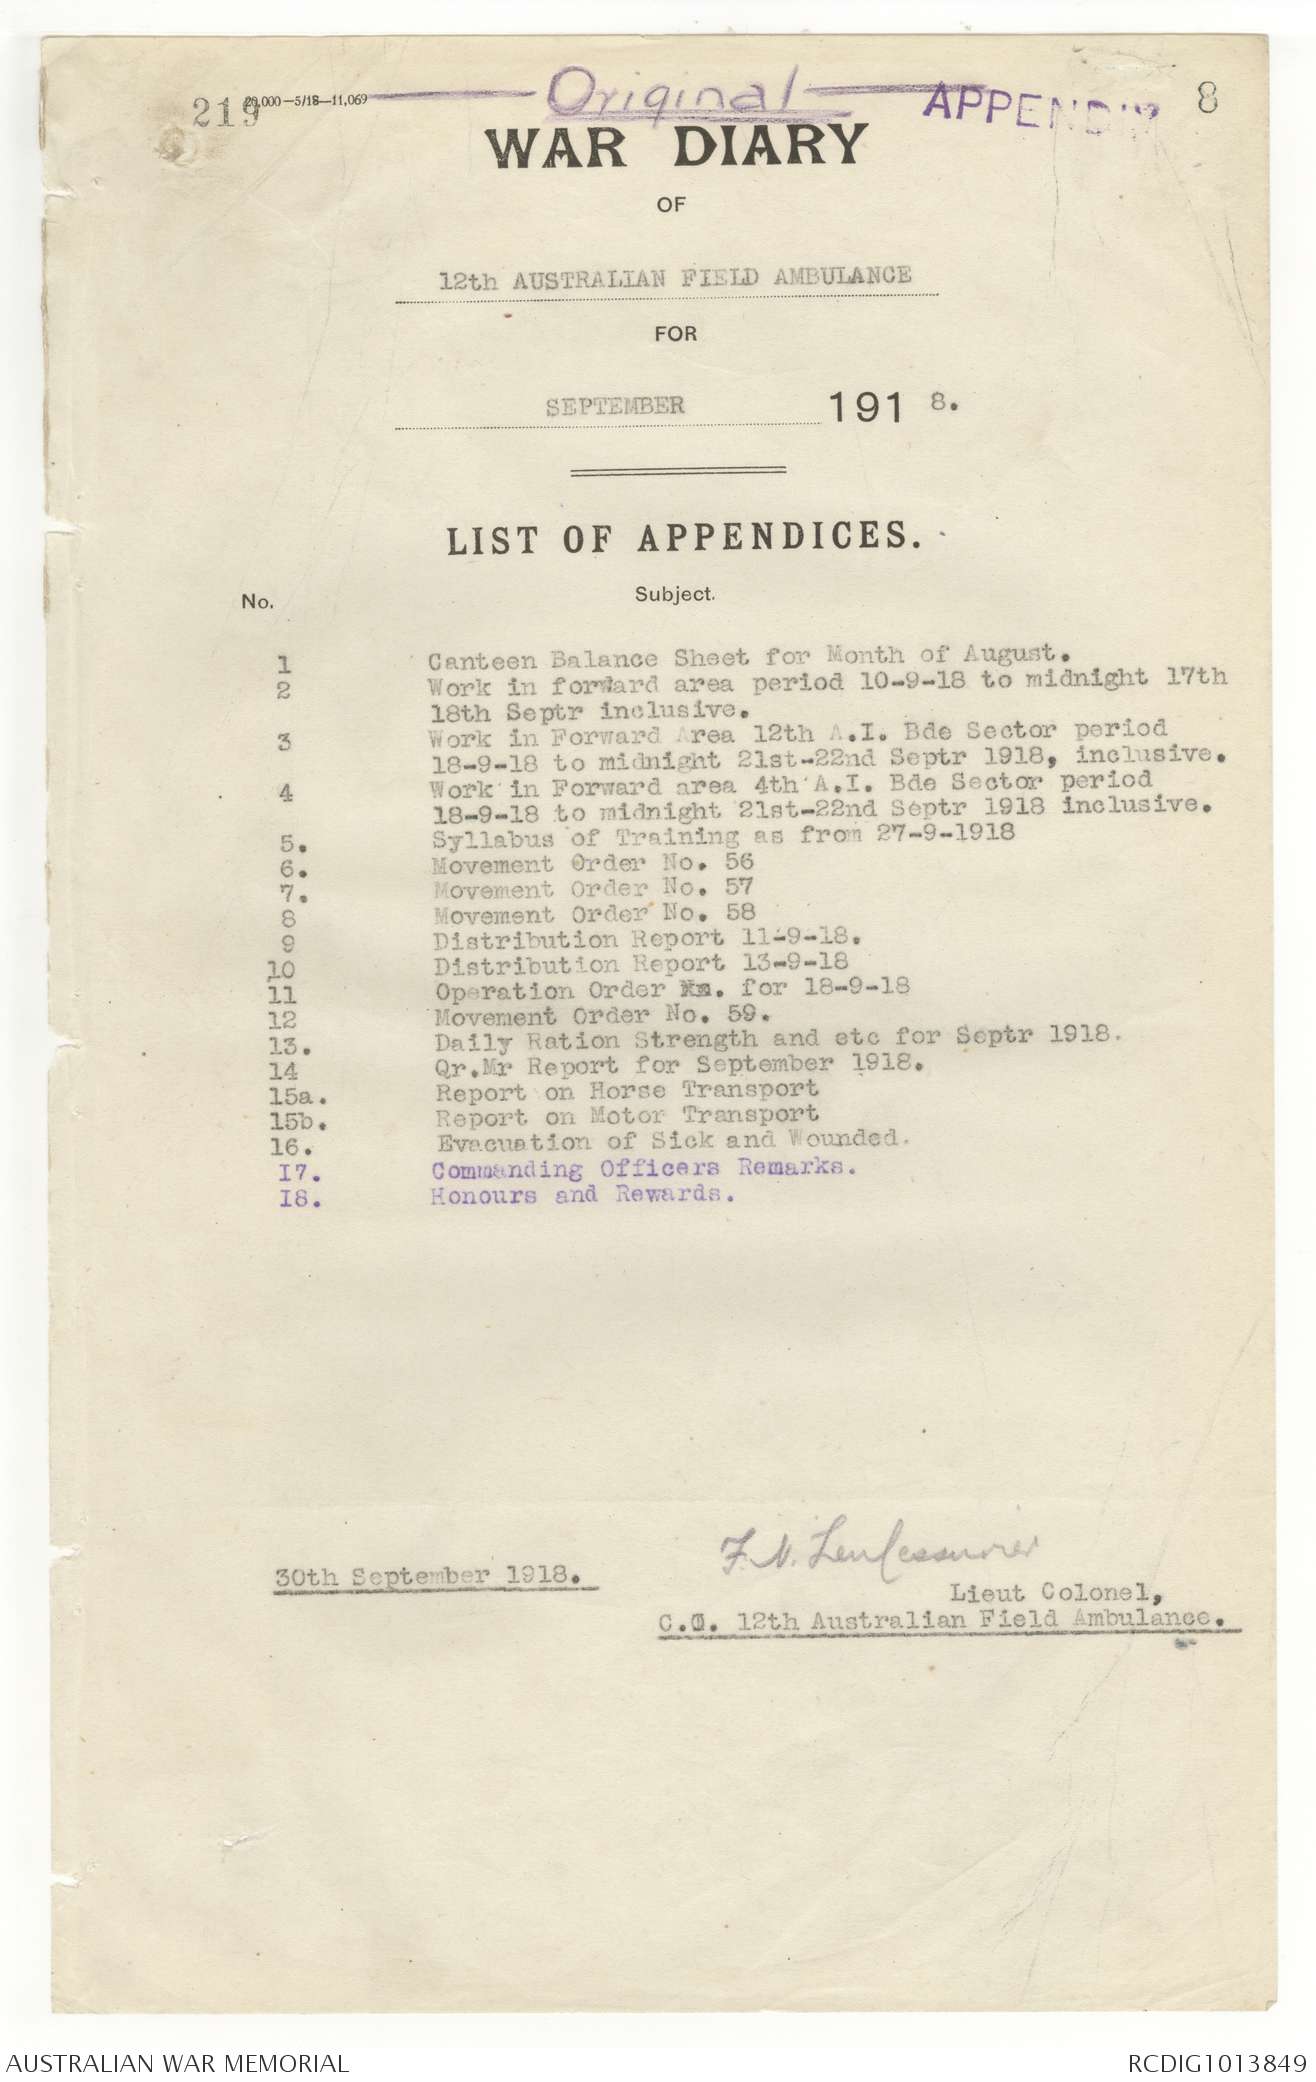 219
20,000—5/18—11,069
Original
APPENDIX
8
WAR DIARY
OF
12th AUSTRALIAN FIELD AMBULANCE
FOR
SEPTEMBER 191 8.
LIST OF APPENDICES.
No. Subject.
1 Canteen Balance Sheet for Month of August.
2 Work in forward area period 10-9-18 to midnight 17th
18th Septr inclusive.
3 Work in Forward Area 12th A.I. Bde Sector period
18-9-18 to midnight 21st-22nd Septr 1918, inclusive.
4 Work in Forward area 4th A.I. Bde Sector period
18-9-18 to midnight 21st-22nd Septr 1918 inclusive.
5. Syllabus of Training as from 27-9-1918
6. Movement Order No. 56
7. Movement Order No. 57
8 Movement Order No. 58
9 Distribution Report 11-9-18.
10 Distribution Report 13-9-18
11 Operation Order for 18-9-18
12 Movement Order No. 59.
13. Daily Ration Strength and etc for Septr 1918.
14 Qr.Mr Report for September 1918.
15a. Report on Horse Transport
15b. Report on Motor Transport
16. Evacuation of Sick and Wounded.
17. Commanding Officers Remarks.
18. Honours and Rewards.
30th September 1918.
Lieut Colonel,
C.O. 12th Australian Field Ambulance.
AUSTRALIAN WAR MEMORIAL
RCDIG1013849